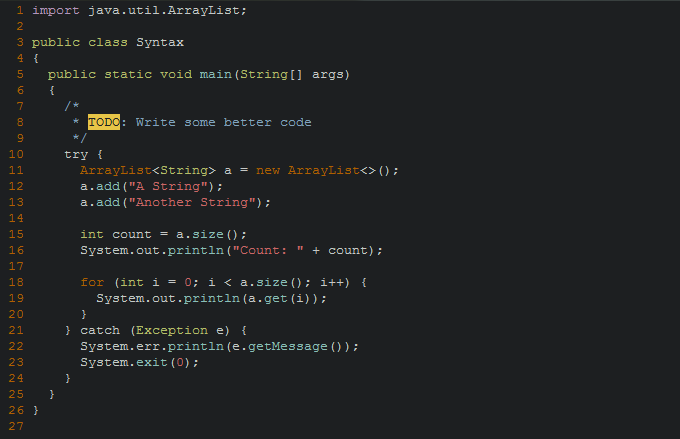 1 import java.util.ArrayList;
2
3 public class Syntax
4 {
5   public static void main(String[] args)
6   {
7     /*
8      * TODO: Write some better code
9      */
10     try {
11       ArrayList<String> a = new ArrayList<>();
12       a.add("A String");
13       a.add("Another String");
14
15       int count = a.size();
16       System.out.println("Count: " + count);
17
18       for (int i = 0; i < a.size(); i++) {
19         System.out.println(a.get(i));
20       }
21     } catch (Exception e) {
22       System.err.println(e.getMessage());
23       System.exit(0);
24     }
25   }
26 }
27